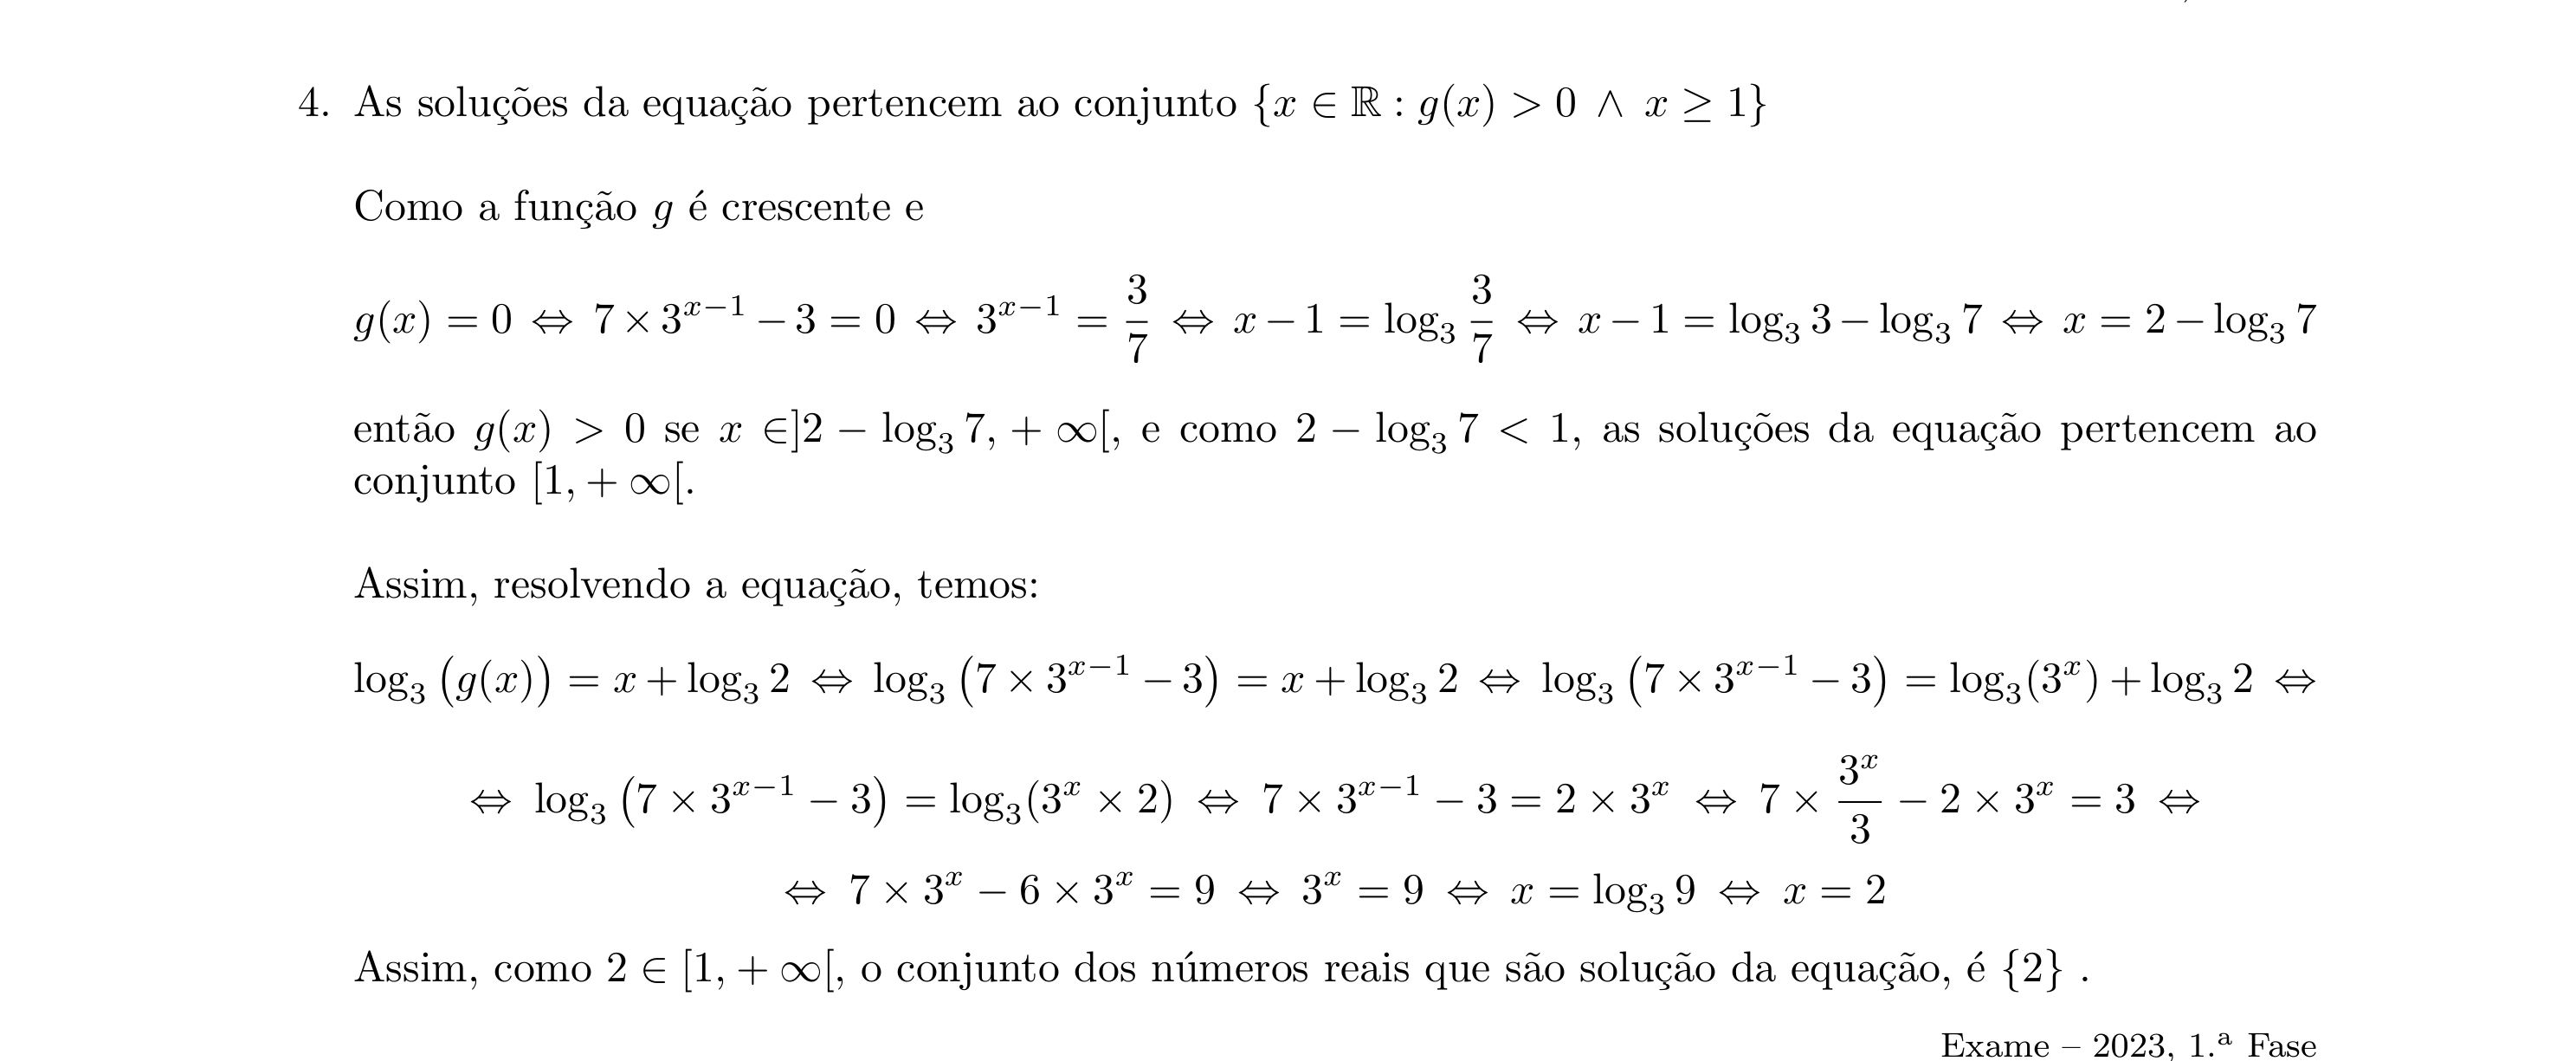 4. As soluções da equação pertencem ao conjunto {x ∈ ℝ : g(x) > 0 ∧ x ≥ 1}
Como a função g é crescente e
g(x) = 0 ⇔ 7 × 3^{x−1} − 3 = 0 ⇔ 3^{x−1} = 3/7 ⇔ x − 1 = log₃ 3/7 ⇔ x − 1 = log₃ 3 − log₃ 7 ⇔ x = 2 − log₃ 7
então g(x) > 0 se x ∈]2 − log₃ 7, + ∞[, e como 2 − log₃ 7 < 1, as soluções da equação pertencem ao
conjunto [1, + ∞[.
Assim, resolvendo a equação, temos:
log₃ (g(x)) = x + log₃ 2 ⇔ log₃ (7 × 3^{x−1} − 3) = x + log₃ 2 ⇔ log₃ (7 × 3^{x−1} − 3) = log₃(3^x) + log₃ 2 ⇔
⇔ log₃ (7 × 3^{x−1} − 3) = log₃(3^x × 2) ⇔ 7 × 3^{x−1} − 3 = 2 × 3^x ⇔ 7 × 3^x/3 − 2 × 3^x = 3 ⇔
⇔ 7 × 3^x − 6 × 3^x = 9 ⇔ 3^x = 9 ⇔ x = log₃ 9 ⇔ x = 2
Assim, como 2 ∈ [1, + ∞[, o conjunto dos números reais que são solução da equação, é {2} .
Exame – 2023, 1.ª Fase